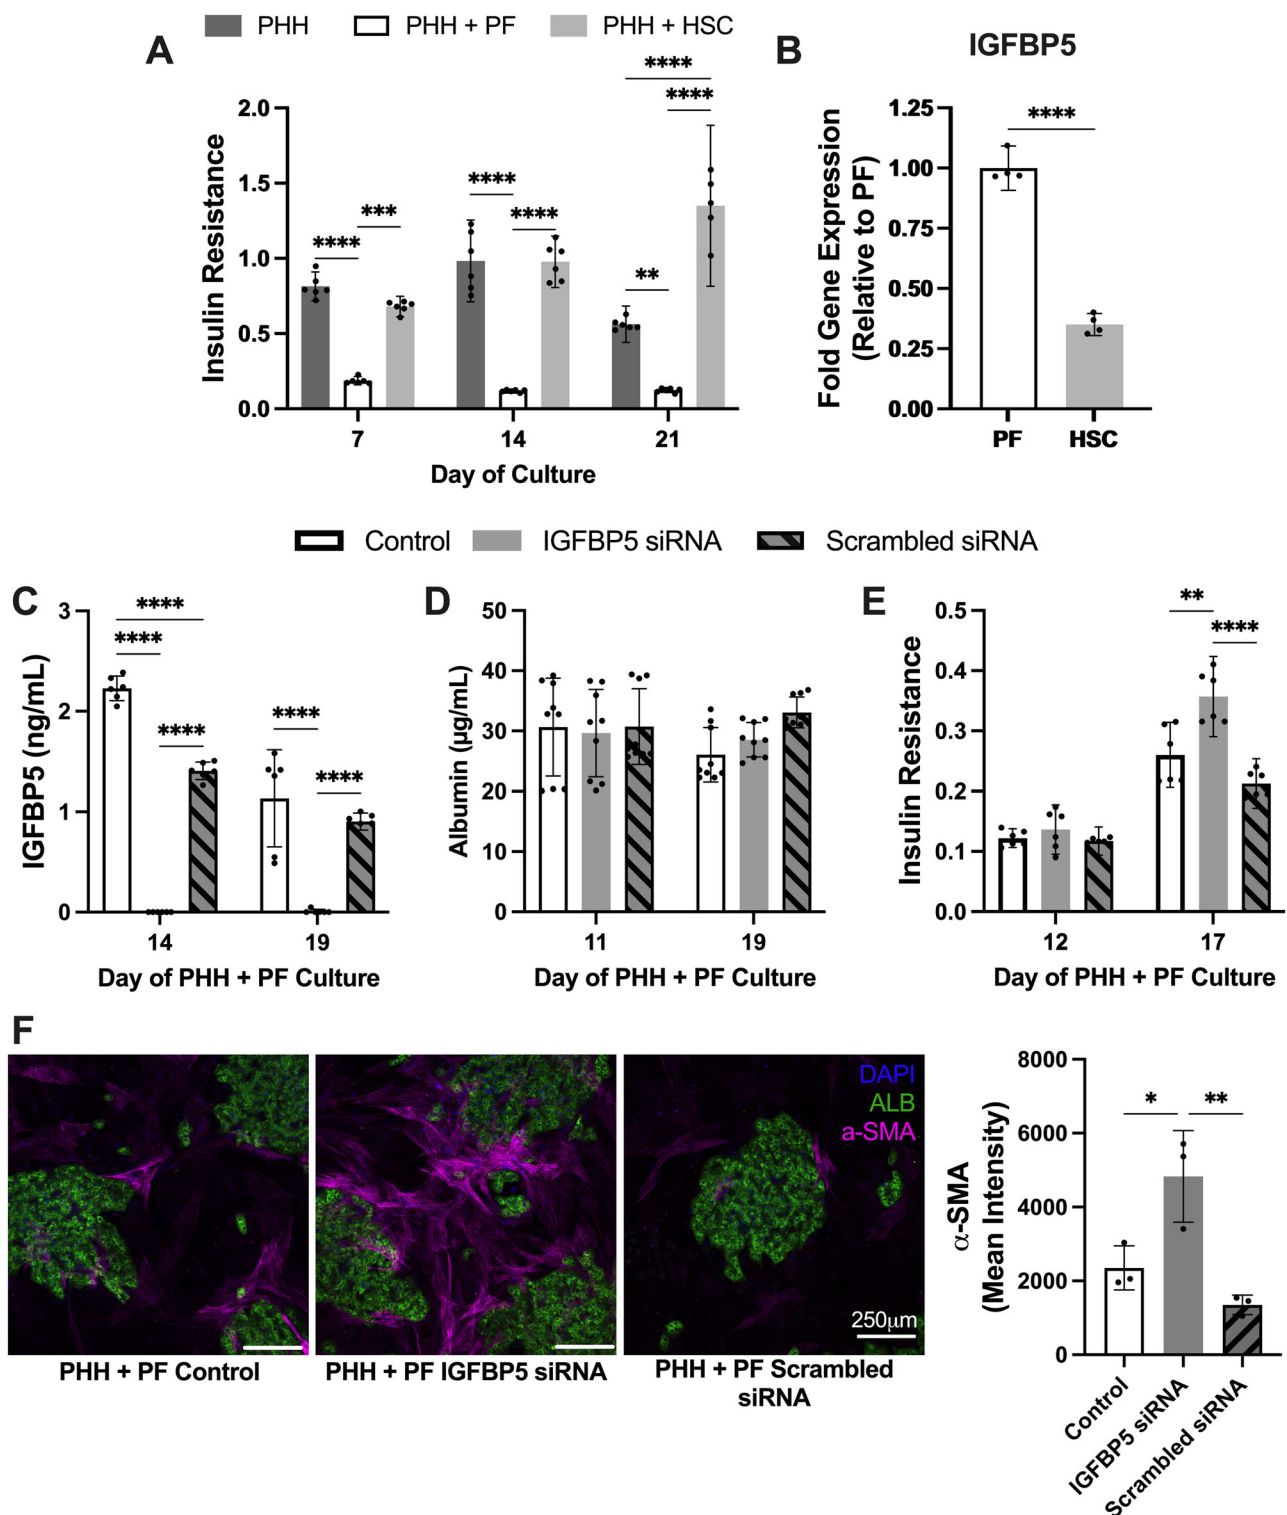 PHH PHH + PF PHH + HSC
A
Insulin Resistance
2.0
1.5
1.0
0.5
0.0
**** *** **** **** ** **** ****
7 14 21
Day of Culture
B
IGFBP5
Fold Gene Expression
(Relative to PF)
1.25
1.00
0.75
0.50
0.25
0.00
****
PF HSC
Control IGFBP5 siRNA Scrambled siRNA
C
IGFBP5 (ng/mL)
3
2
1
0
****
****
****
****
****
14 19
Day of PHH + PF Culture
D
Albumin (µg/mL)
50
40
30
20
10
0
11 19
Day of PHH + PF Culture
E
Insulin Resistance
0.5
0.4
0.3
0.2
0.1
0.0
**
****
12 17
Day of PHH + PF Culture
F
DAPI
ALB
a-SMA
250µm
PHH + PF Control
PHH + PF IGFBP5 siRNA
PHH + PF Scrambled
siRNA
α-SMA
(Mean Intensity)
8000
6000
4000
2000
0
* **
Control
IGFBP5 siRNA
Scrambled siRNA